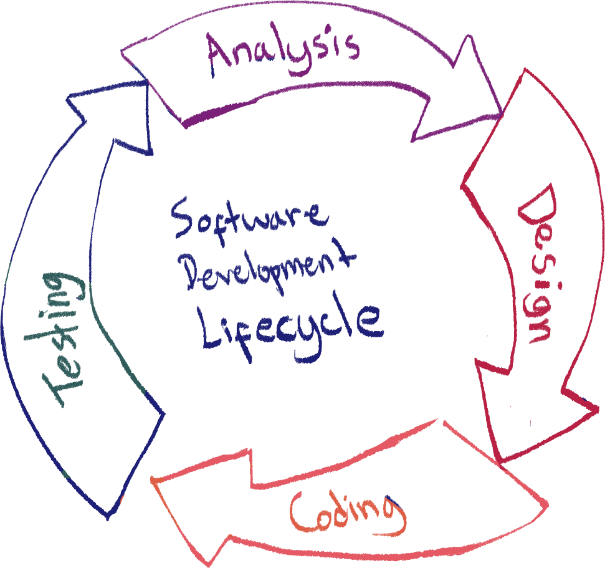 Analysis
Design
Software
Development
Lifecycle
Testing
Coding